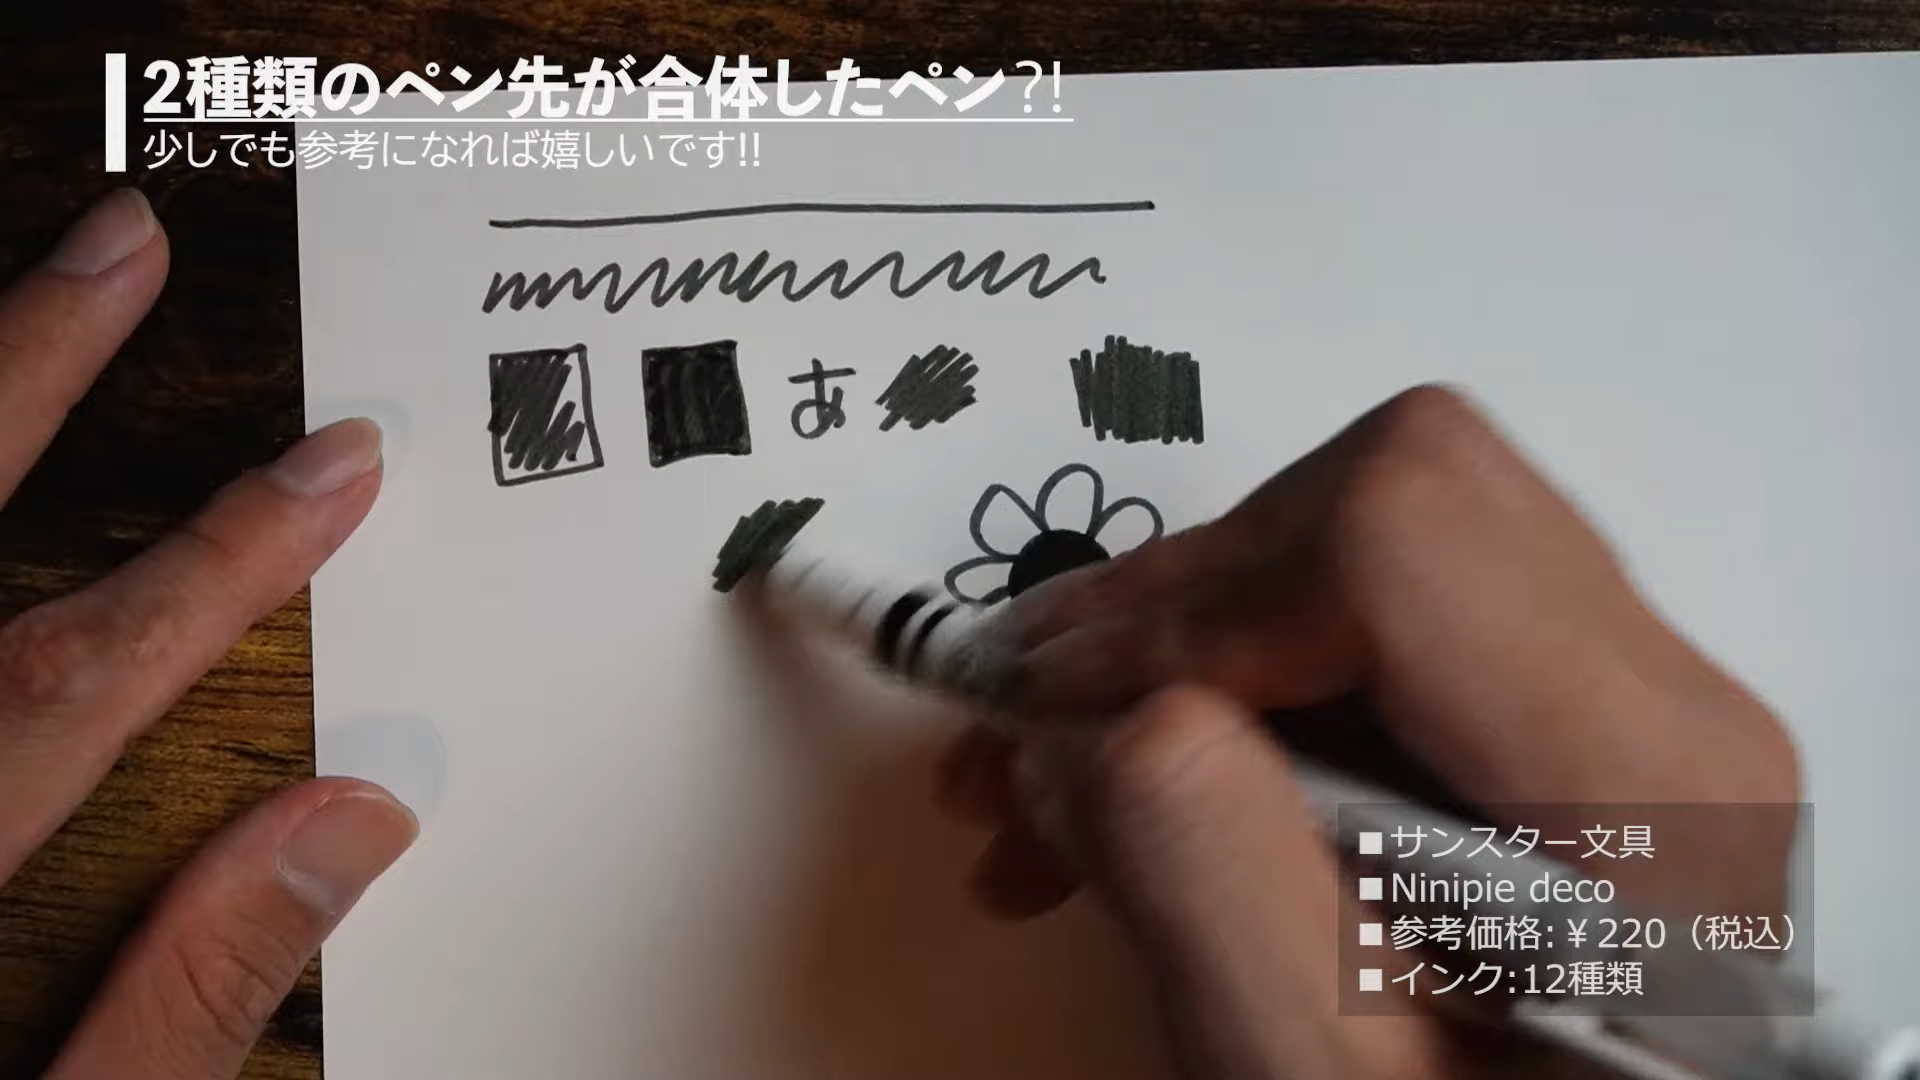 2種類のペン先が合体したペン?!
少しでも参考になれば嬉しいです!!
あ
■サンスター文具
■Ninipie deco
■参考価格:￥220（税込）
■インク:12種類